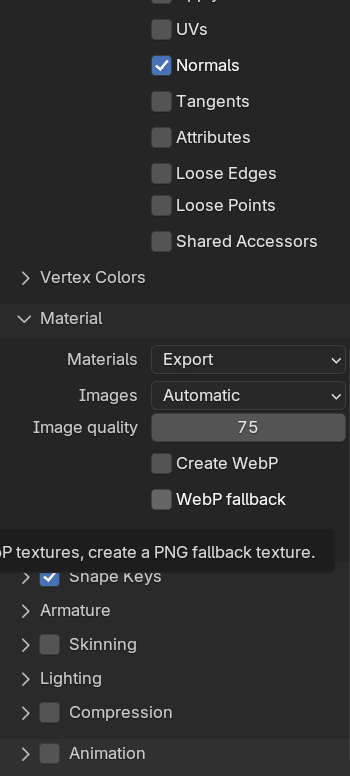 UVs
Normals
Tangents
Attributes
Loose Edges
Loose Points
Shared Accessors
Vertex Colors
Material
Materials Export
Images Automatic
Image quality 75
Create WebP
WebP fallback
textures, create a PNG fallback texture.
Shape Keys
Armature
Skinning
Lighting
Compression
Animation